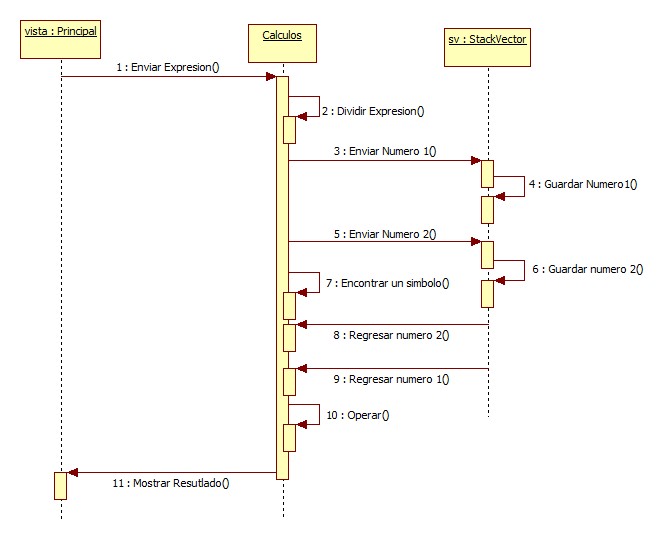 vista : Principal
Calculos
sv : StackVector
1 : Enviar Expresion()
2 : Dividir Expresion()
3 : Enviar Numero 1()
4 : Guardar Numero1()
5 : Enviar Numero 2()
6 : Guardar numero 2()
7 : Encontrar un simbolo()
8 : Regresar numero 2()
9 : Regresar numero 1()
10 : Operar()
11 : Mostrar Resutlado()